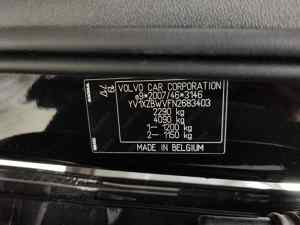 VOLVO CAR CORPORATION
e9*2007/46*3146
YV1XZBWVFN2683403
2290 kg
4090 kg
1- 1200 kg
2- 1150 kg
MADE IN BELGIUM